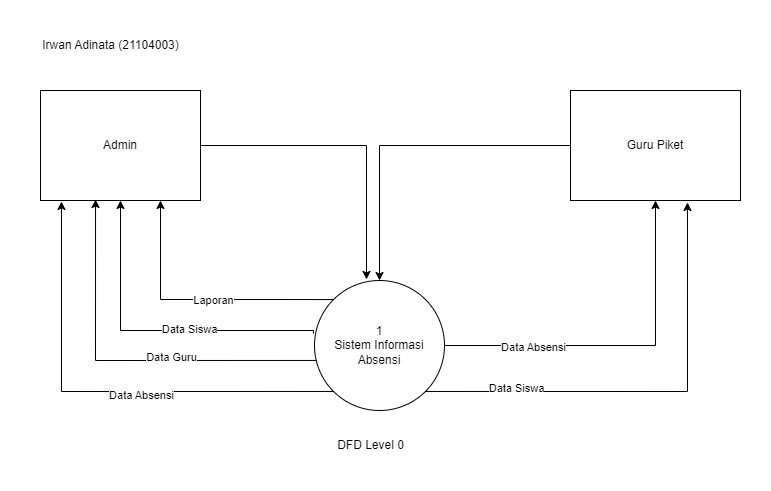 Irwan Adinata (21104003)
Admin
Guru Piket
Laporan
Data Siswa
Data Guru
Data Absensi
1
Sistem Informasi
Absensi
Data Absensi
Data Siswa
DFD Level 0